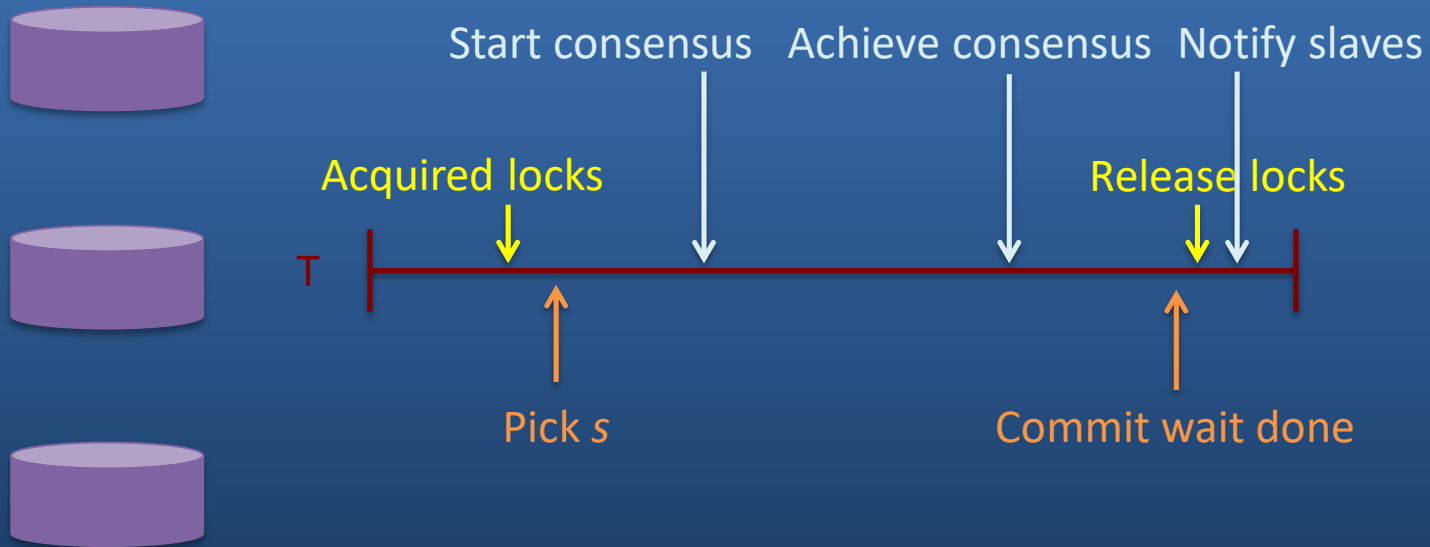 Start consensus Achieve consensus Notify slaves
Acquired locks Release locks
T
Pick s Commit wait done